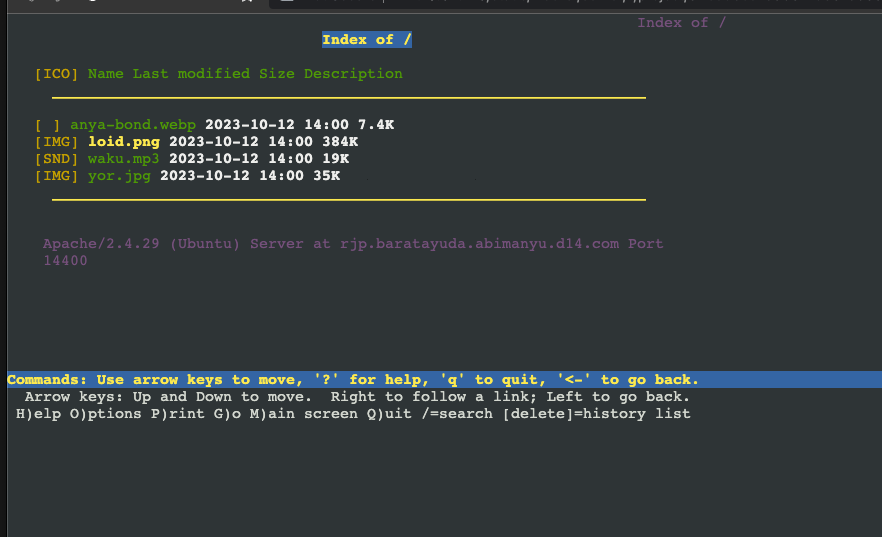 Index of /
Index of /
[ICO] Name Last modified Size Description
[ ] anya-bond.webp 2023-10-12 14:00 7.4K
[IMG] loid.png 2023-10-12 14:00 384K
[SND] waku.mp3 2023-10-12 14:00 19K
[IMG] yor.jpg 2023-10-12 14:00 35K
Apache/2.4.29 (Ubuntu) Server at rjp.baratayuda.abimanyu.d14.com Port
14400
Commands: Use arrow keys to move, '?' for help, 'q' to quit, '<-' to go back.
Arrow keys: Up and Down to move.  Right to follow a link; Left to go back.
H)elp O)ptions P)rint G)o M)ain screen Q)uit /=search [delete]=history list